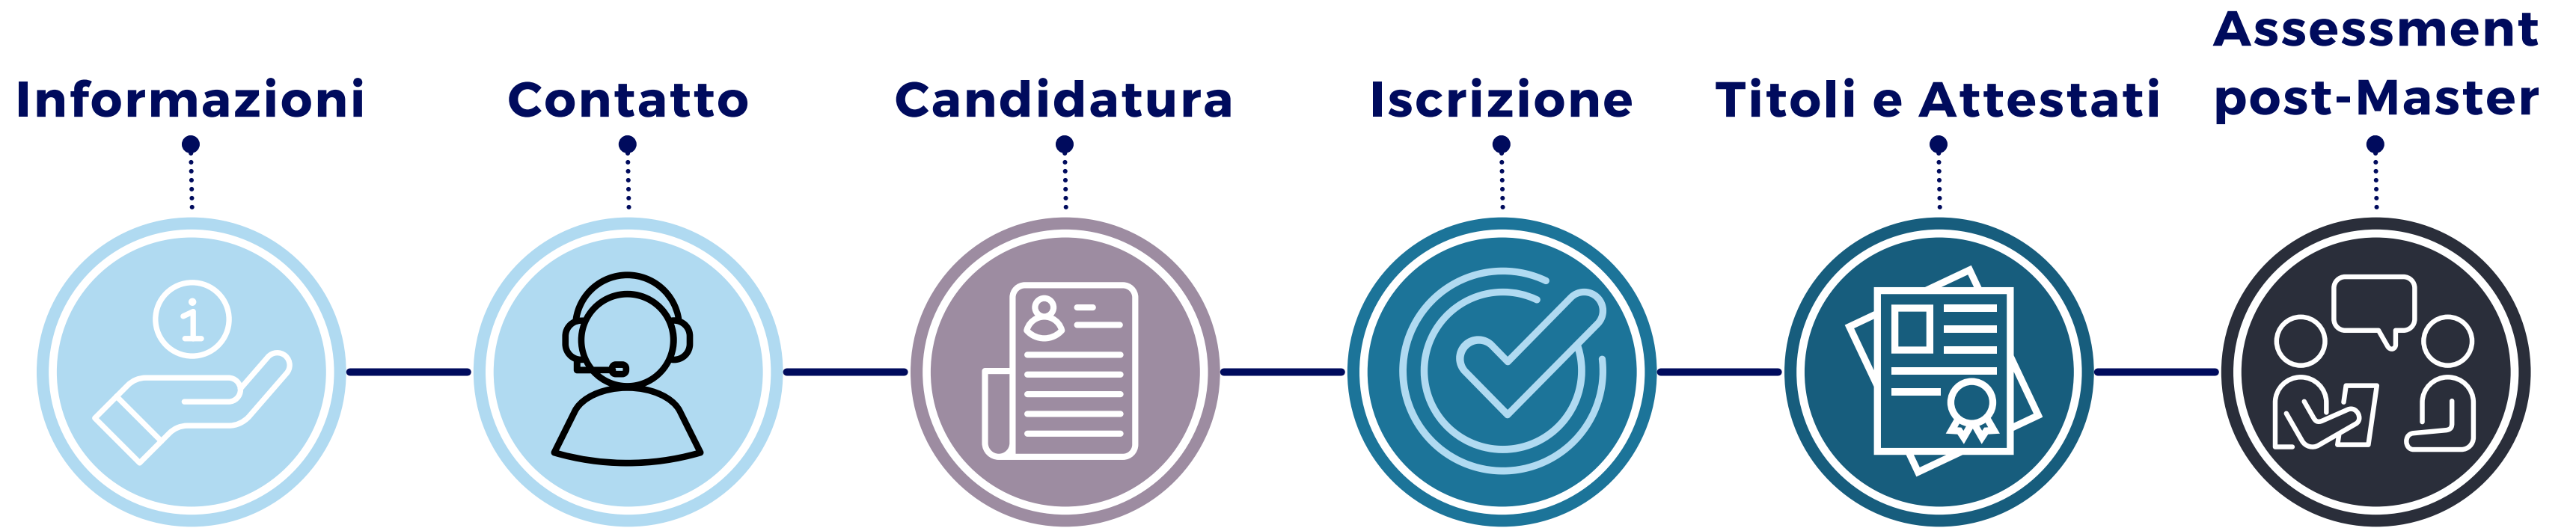 Informazioni
Contatto
Candidatura
Iscrizione
Titoli e Attestati
Assessment
post-Master